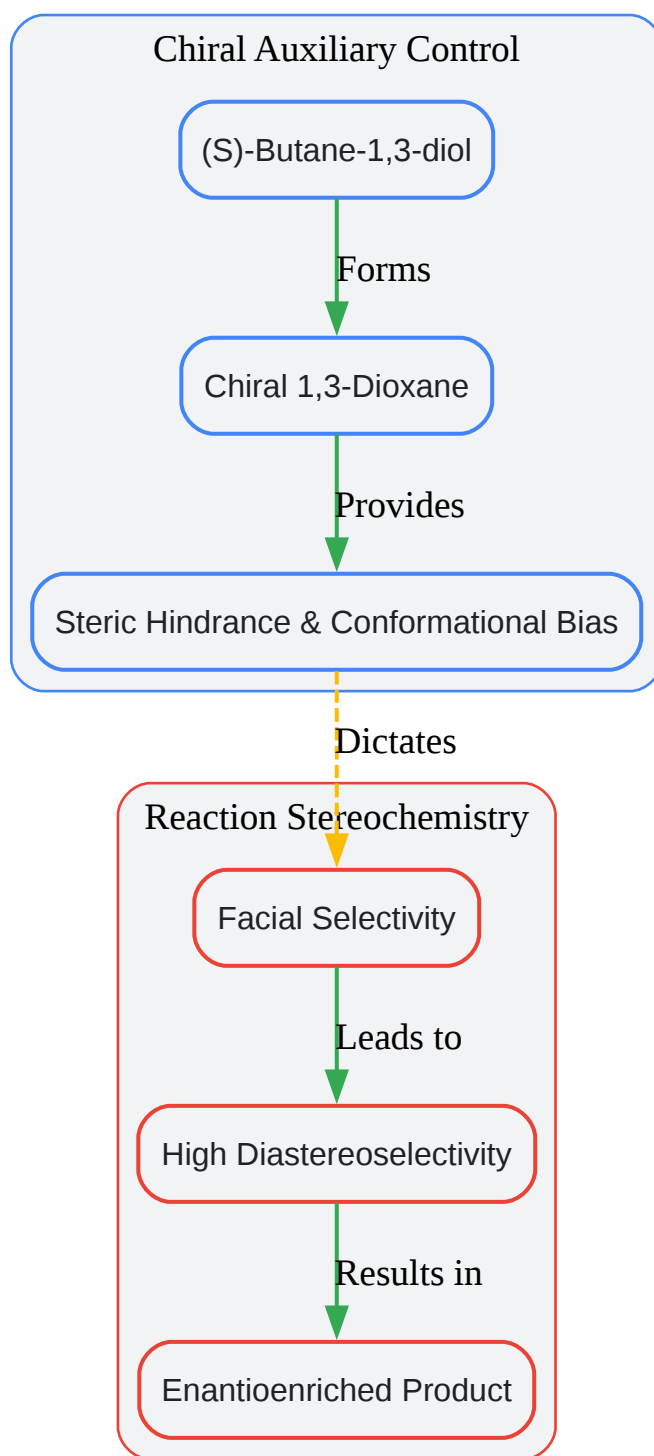 Chiral Auxiliary Control
(S)-Butane-1,3-diol
Forms
Chiral 1,3-Dioxane
Provides
Steric Hindrance & Conformational Bias
Dictates
Reaction Stereochemistry
Facial Selectivity
Leads to
High Diastereoselectivity
Results in
Enantioenriched Product